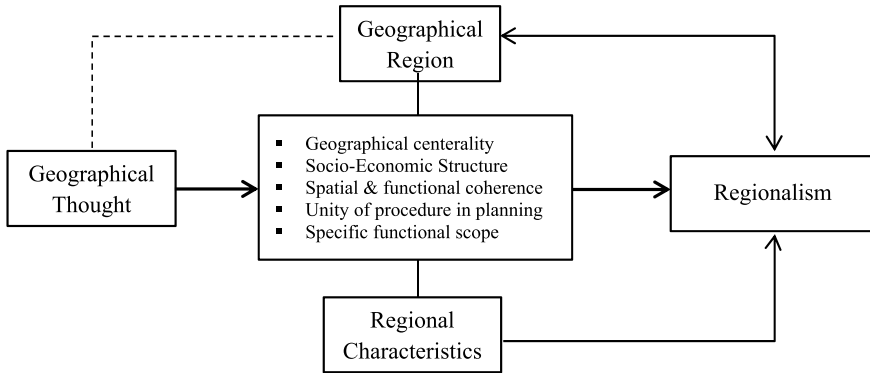 Geographical
Region
Geographical
Thought
▪ Geographical centerality
▪ Socio-Economic Structure
▪ Spatial & functional coherence
▪ Unity of procedure in planning
▪ Specific functional scope
Regionalism
Regional
Characteristics